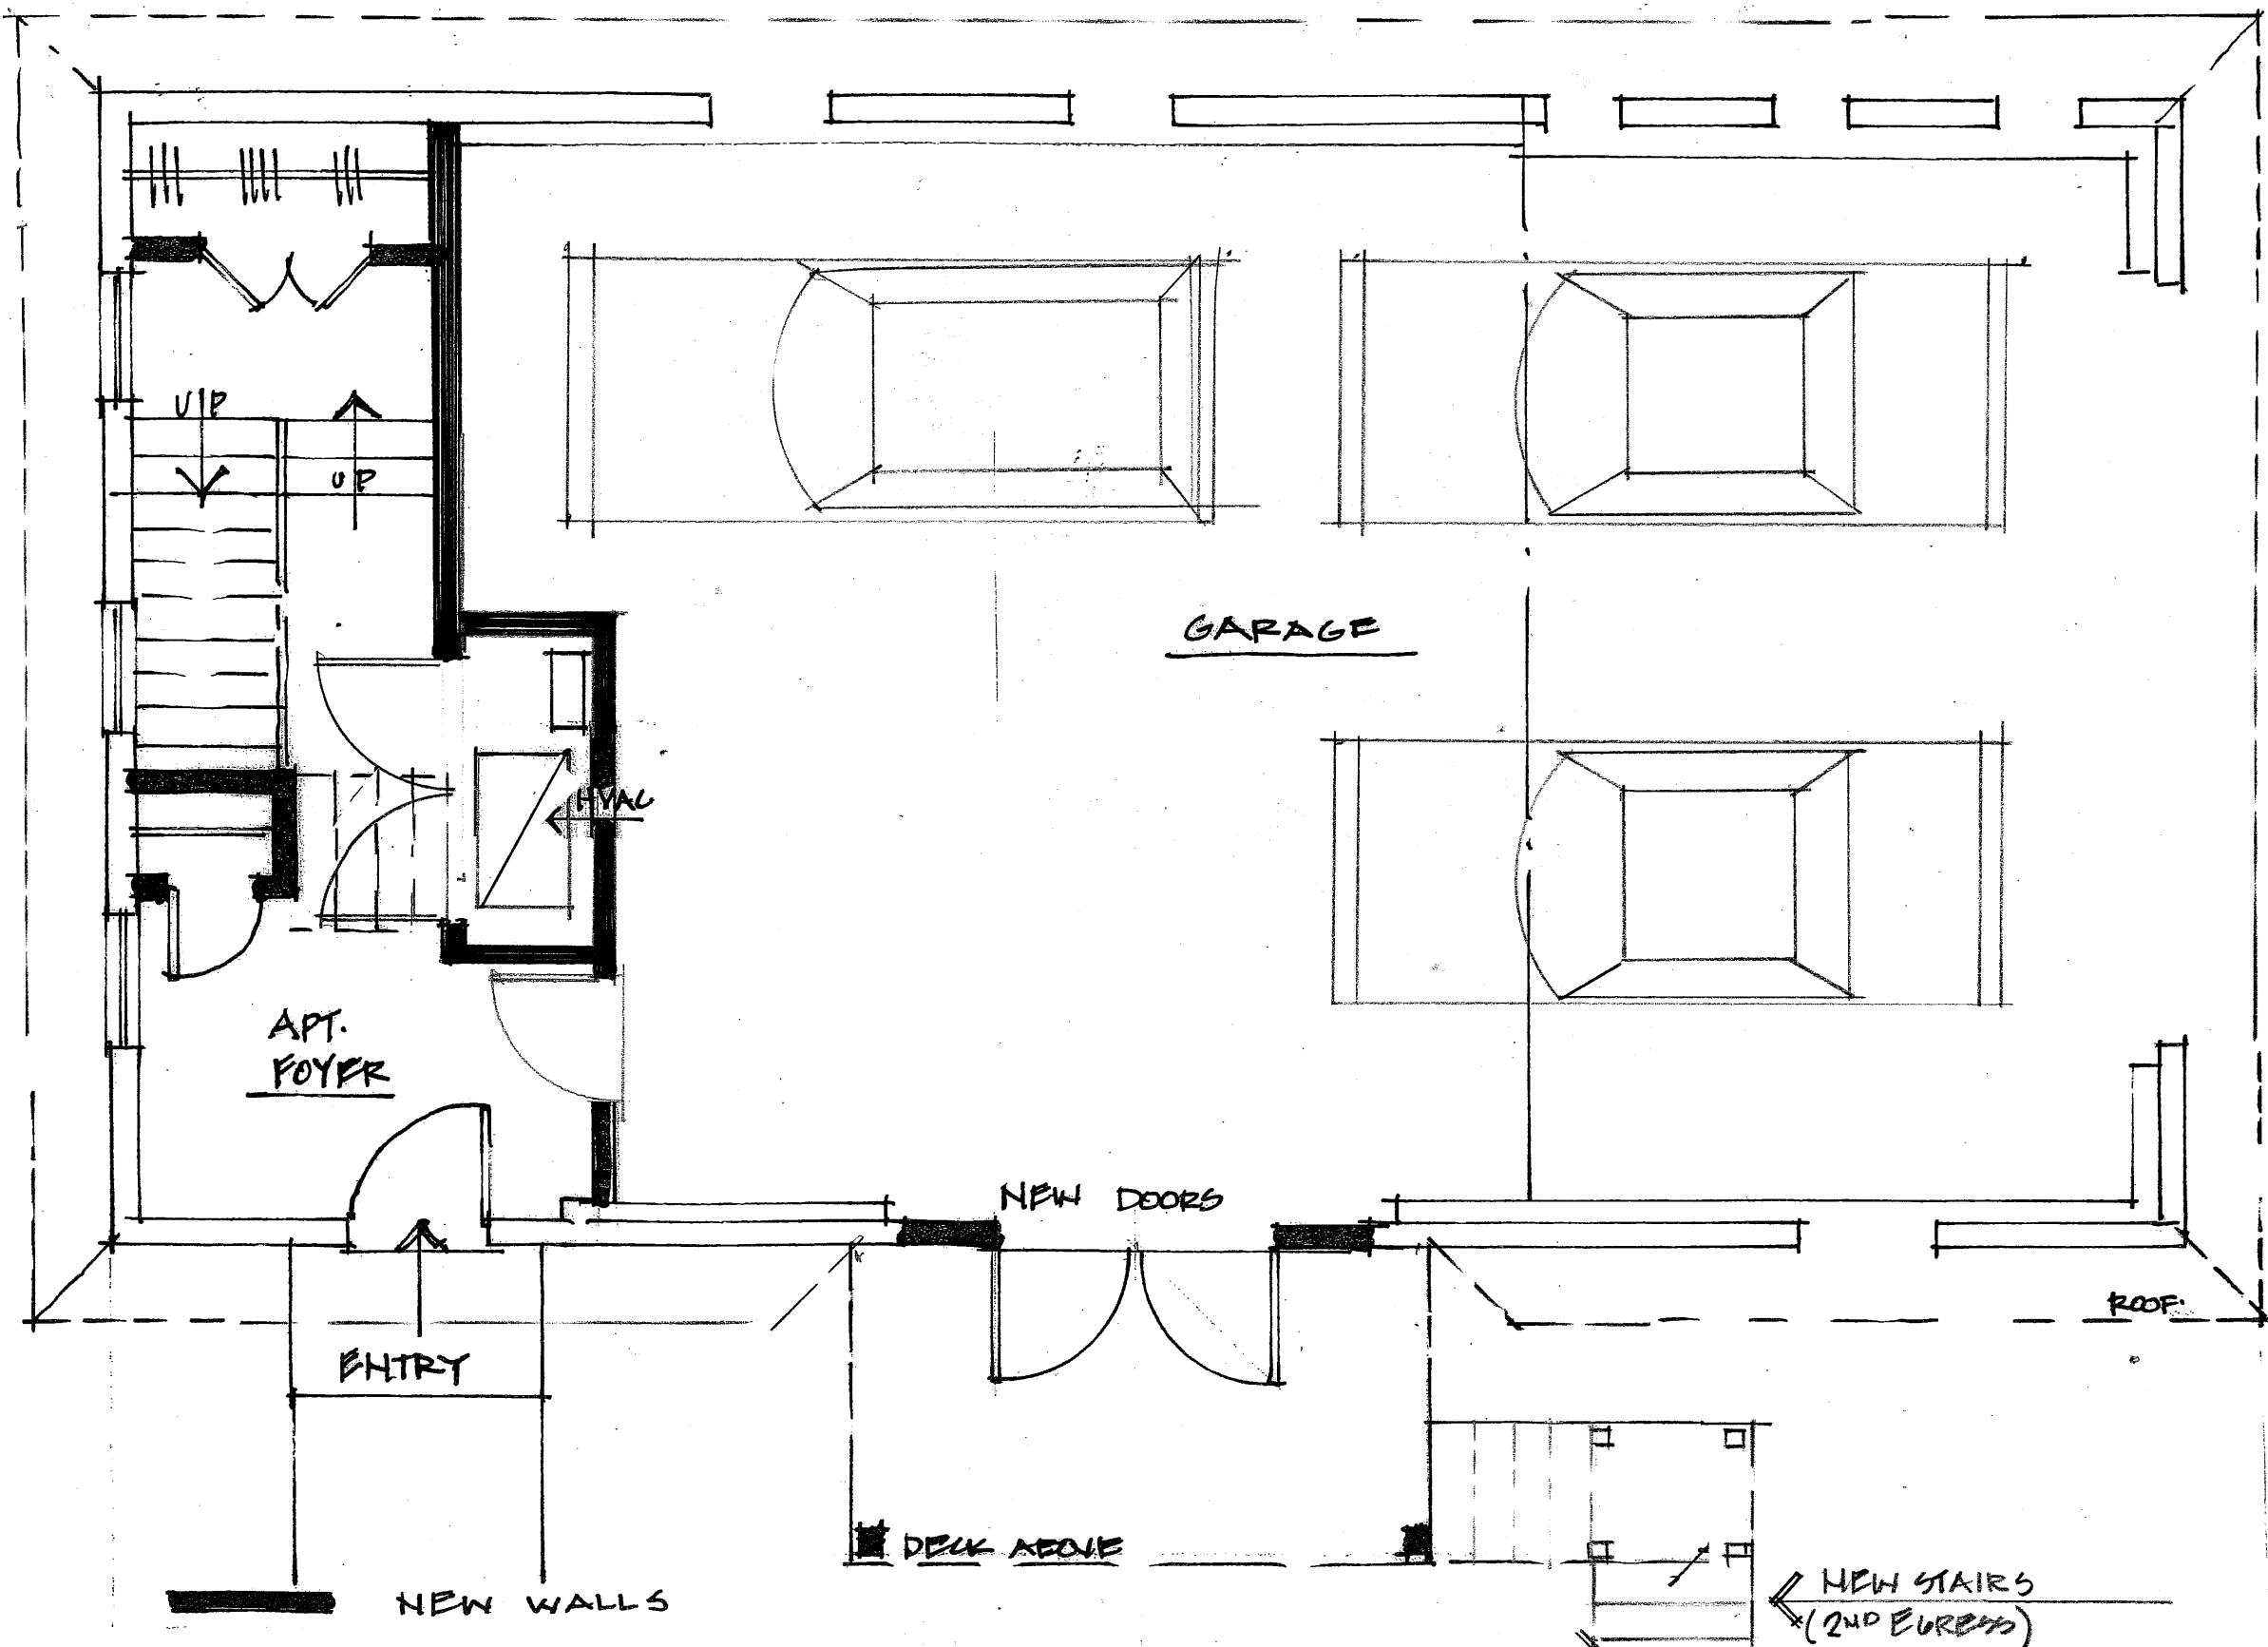 UP
UP
GARAGE
HVAC
APT.
FOYER
NEW DOORS
ROOF.
ENTRY
DECK ABOVE
NEW WALLS
NEW STAIRS
(2ND EGRESS)